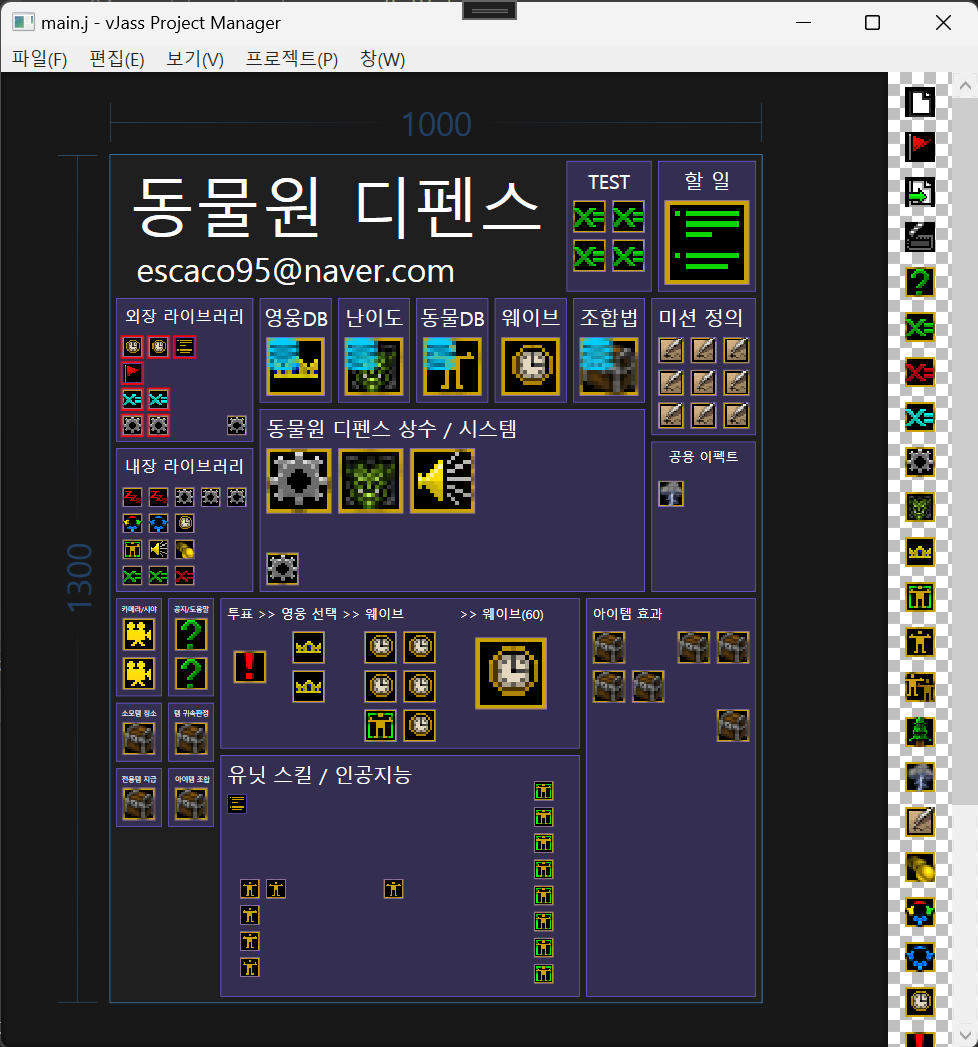 main.j - vJass Project Manager
파일(F) 편집(E) 보기(V) 프로젝트(P) 창(W)
1000
1300
동물원 디펜스
escaco95@naver.com
TEST
할 일
외장 라이브러리
영웅DB
난이도
동물DB
웨이브
조합법
미션 정의
동물원 디펜스 상수 / 시스템
공용 이펙트
내장 라이브러리
카메라/시야
공지/도움말
투표 >> 영웅 선택 >> 웨이브 >> 웨이브(60)
아이템 효과
소모템 청소
템 귀속판정
전용템 지급
아이템 조합
유닛 스킬 / 인공지능